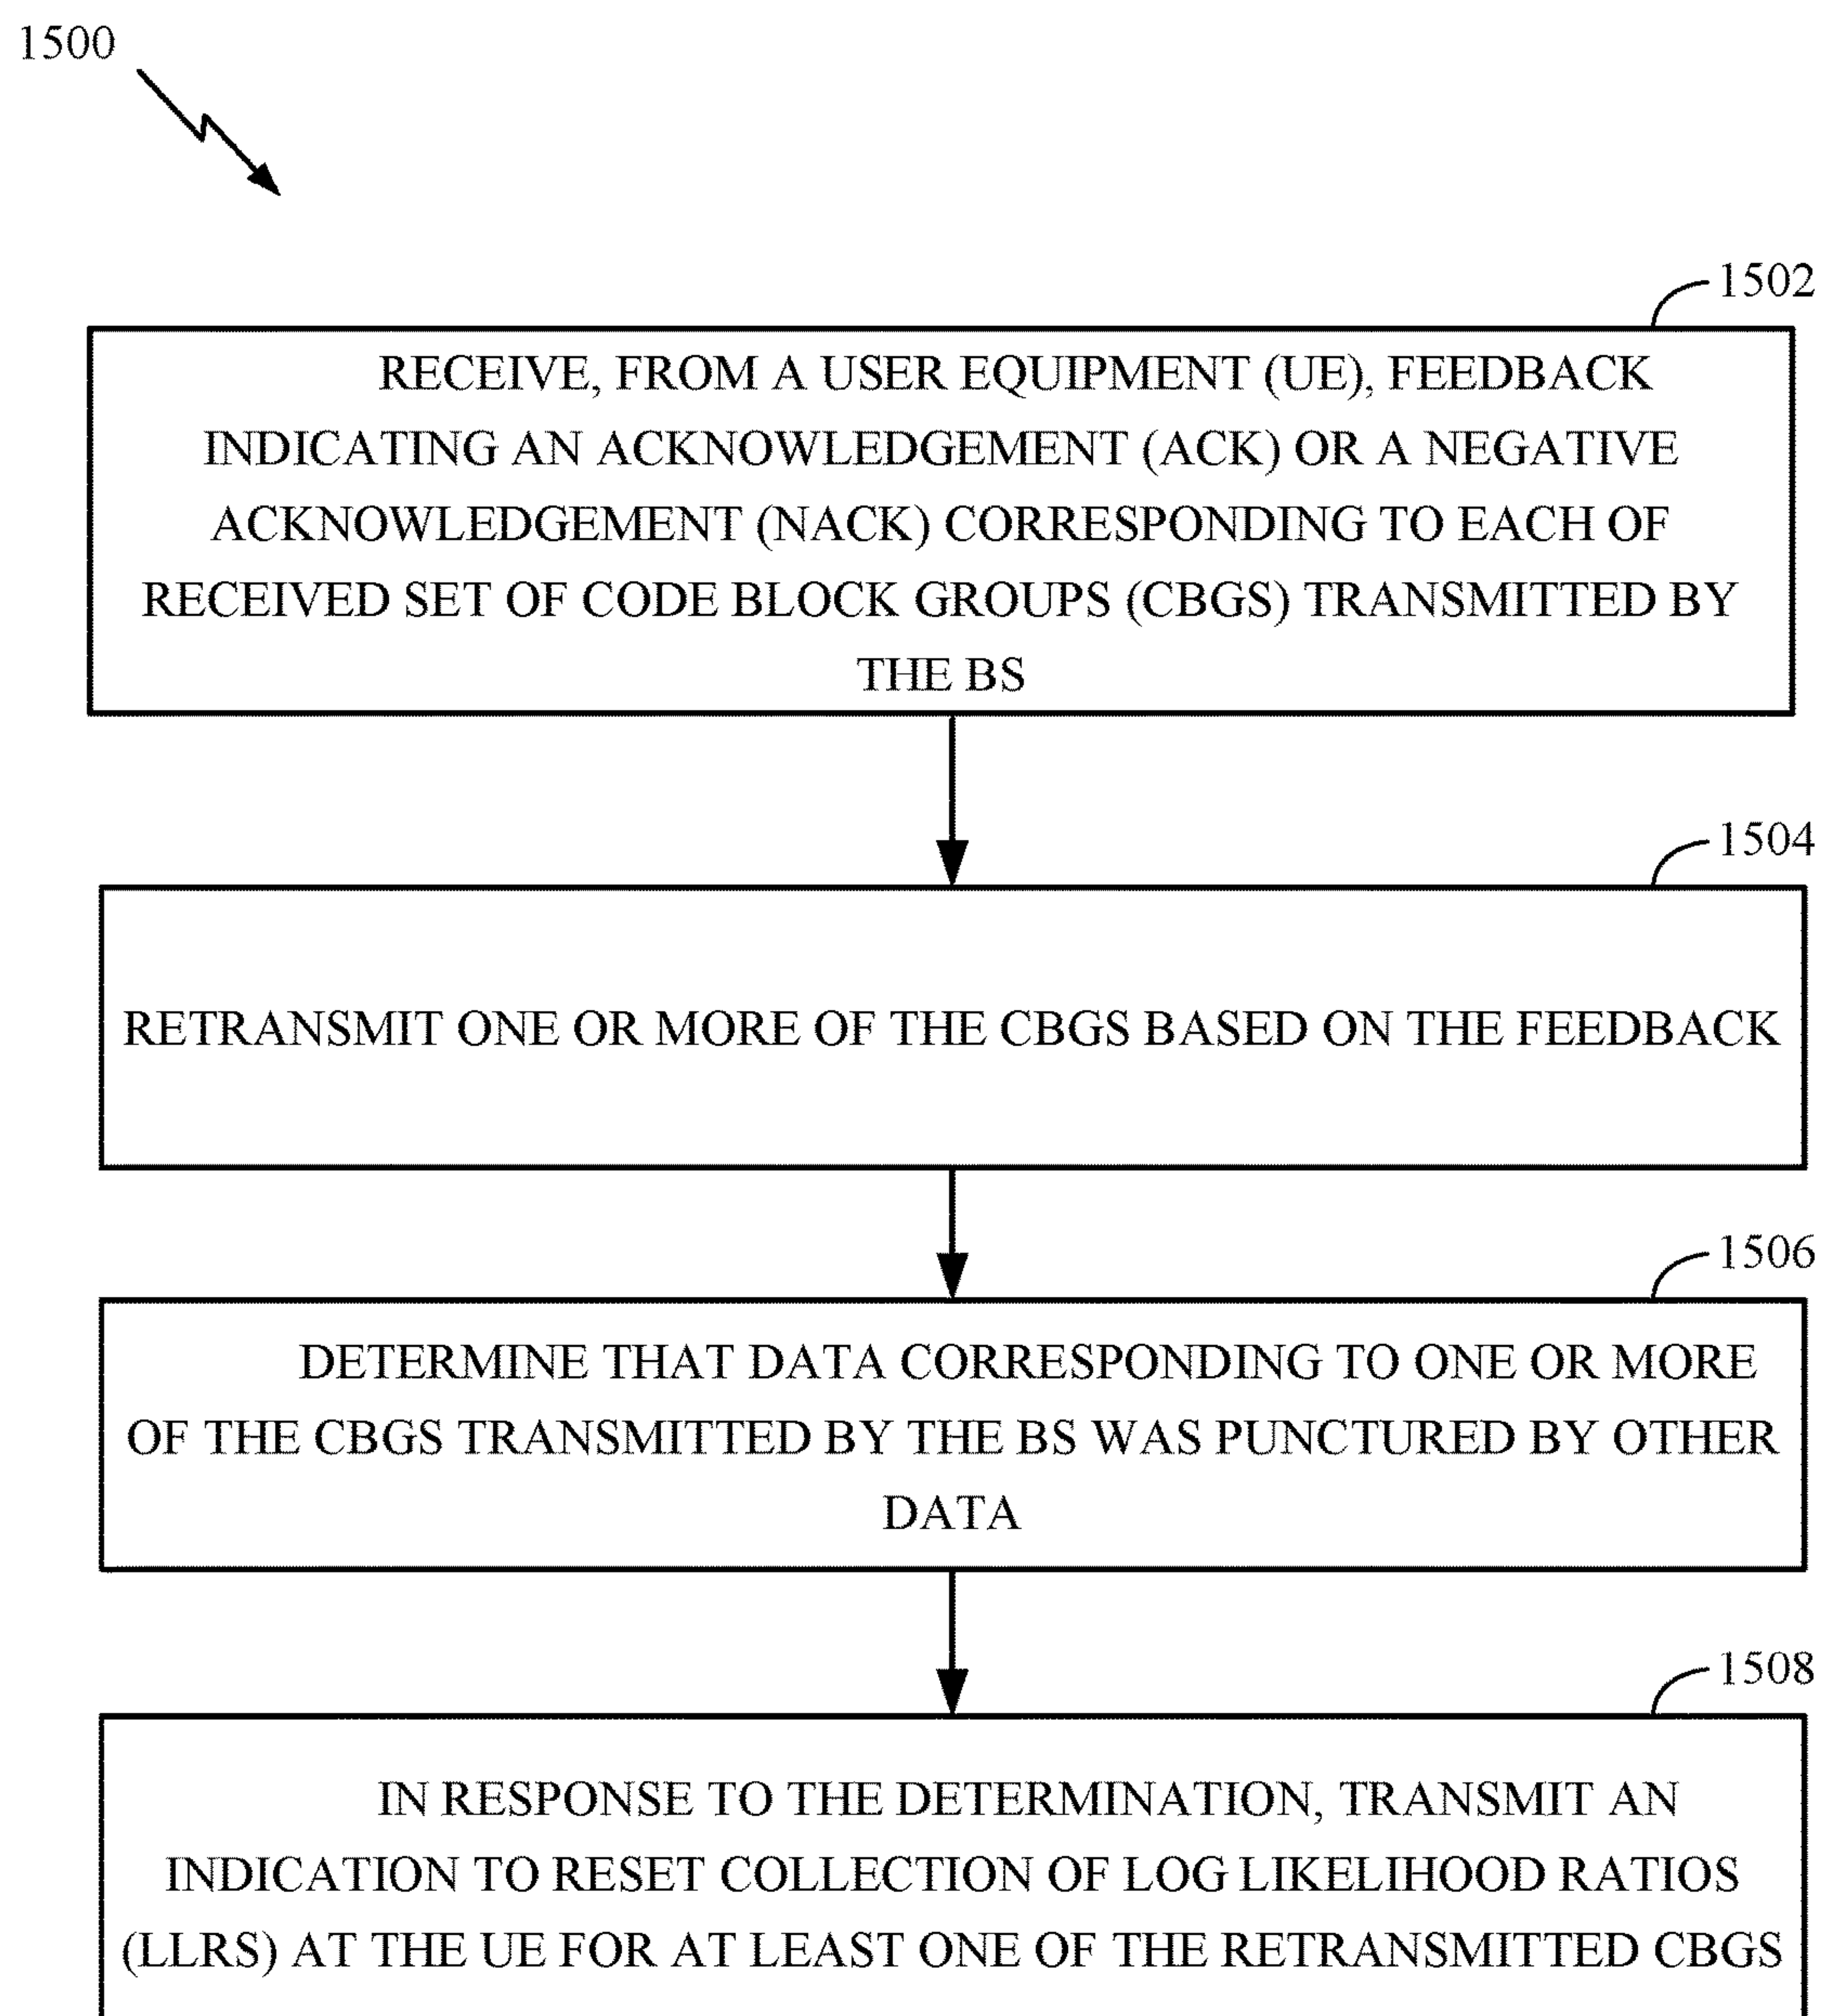 1500
1502
RECEIVE, FROM A USER EQUIPMENT (UE), FEEDBACK
INDICATING AN ACKNOWLEDGEMENT (ACK) OR A NEGATIVE
ACKNOWLEDGEMENT (NACK) CORRESPONDING TO EACH OF
RECEIVED SET OF CODE BLOCK GROUPS (CBGS) TRANSMITTED BY
THE BS
1504
RETRANSMIT ONE OR MORE OF THE CBGS BASED ON THE FEEDBACK
1506
DETERMINE THAT DATA CORRESPONDING TO ONE OR MORE
OF THE CBGS TRANSMITTED BY THE BS WAS PUNCTURED BY OTHER
DATA
1508
IN RESPONSE TO THE DETERMINATION, TRANSMIT AN
INDICATION TO RESET COLLECTION OF LOG LIKELIHOOD RATIOS
(LLRS) AT THE UE FOR AT LEAST ONE OF THE RETRANSMITTED CBGS